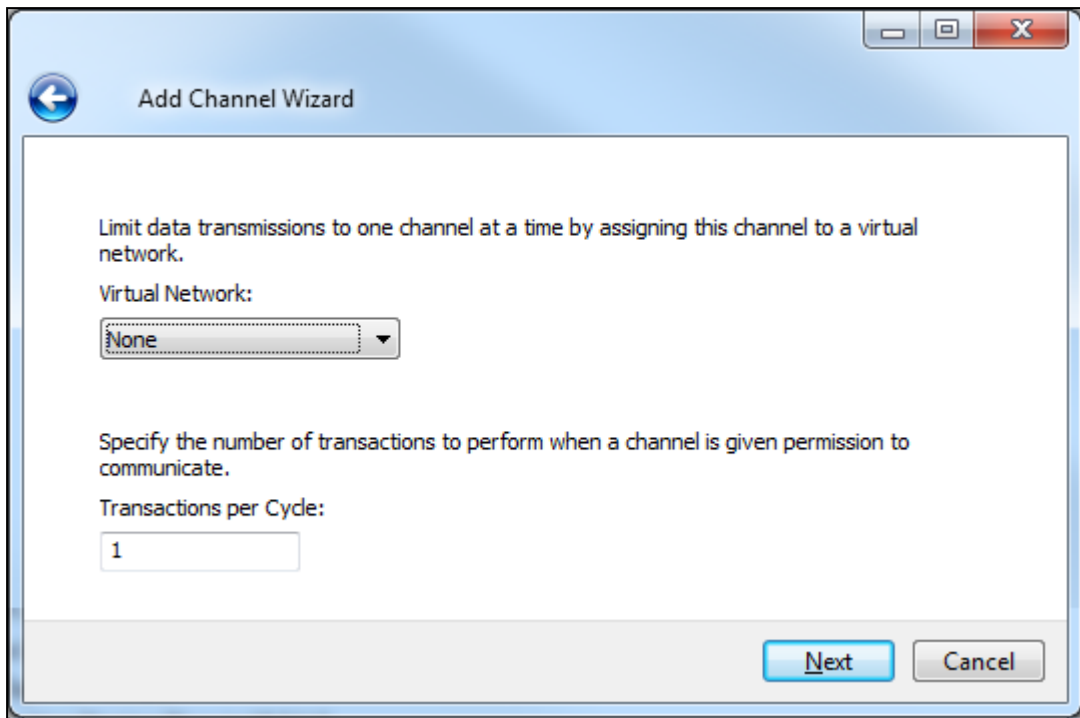 Add Channel Wizard
Limit data transmissions to one channel at a time by assigning this channel to a virtual
network.
Virtual Network:
None
Specify the number of transactions to perform when a channel is given permission to
communicate.
Transactions per Cycle:
1
Next
Cancel